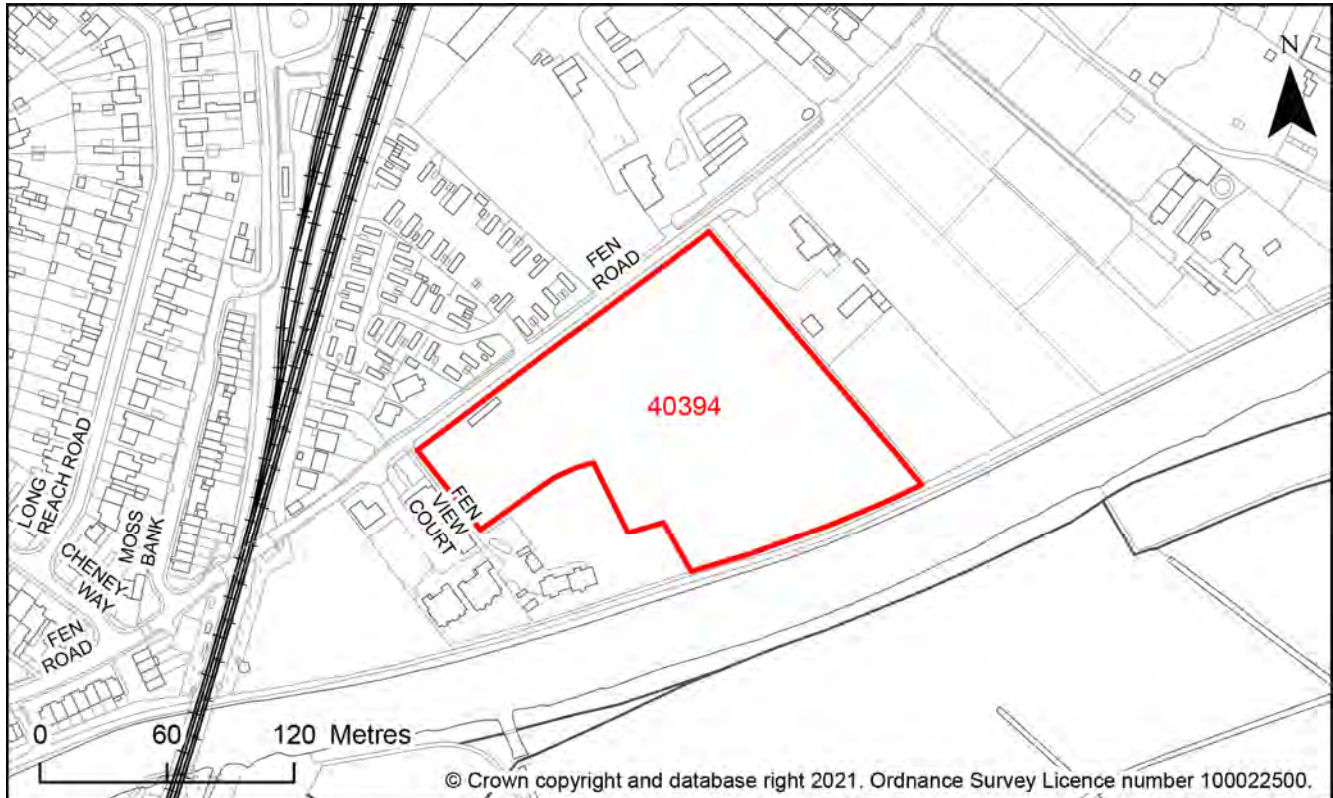 N
FEN
ROAD
40394
LONG
REACH ROAD
MOSS
BANK
CHENEY
WAY
FEN
VIEW
COURT
FEN
ROAD
0 60 120 Metres
© Crown copyright and database right 2021. Ordnance Survey Licence number 100022500.